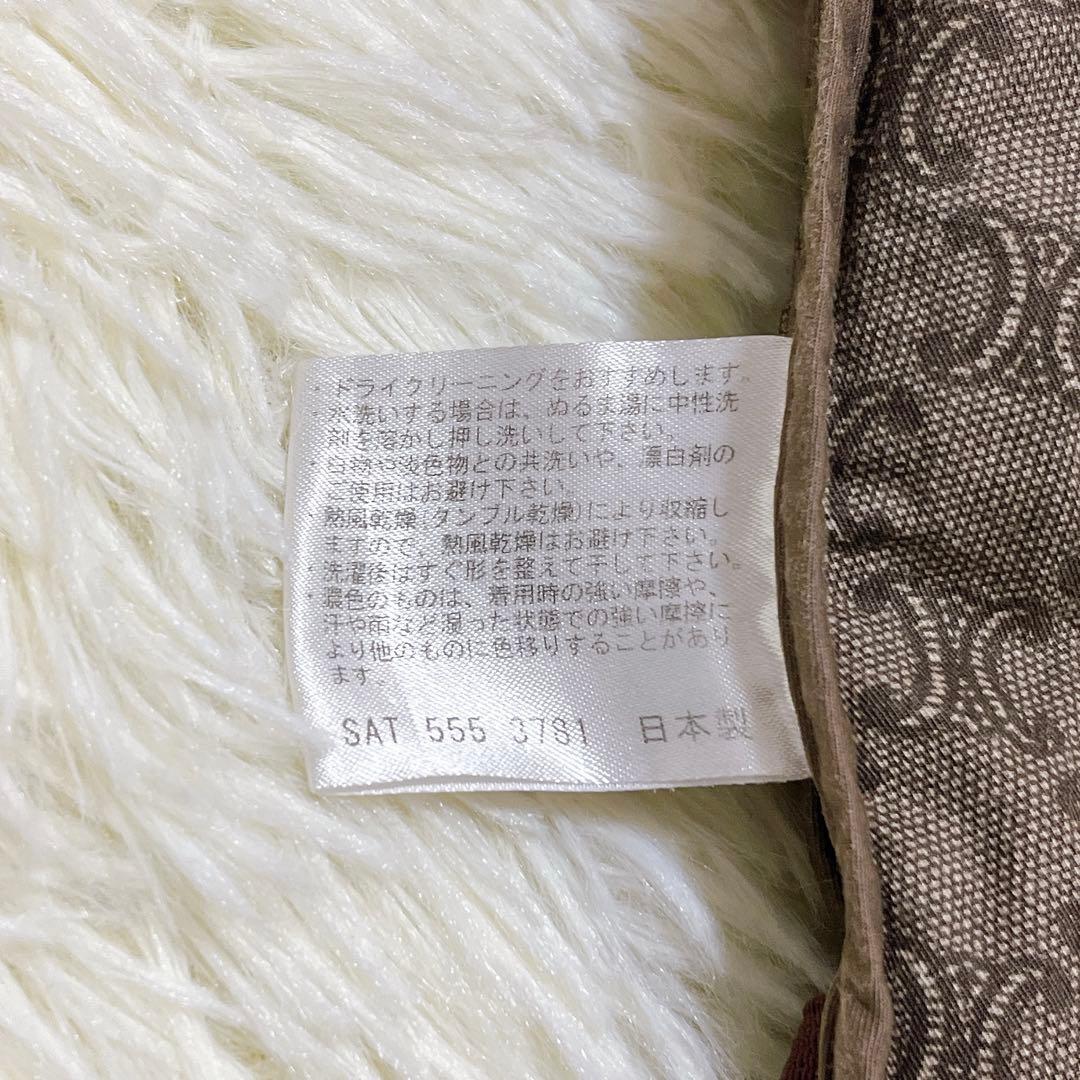 ・ドライクリーニングをおすすめします。
・水洗いする場合は、ぬるま湯に中性洗
剤を溶かし押し洗いして下さい。
・白物や淡色物との共洗いや、漂白剤の
ご使用はお避け下さい。
・熱風乾燥(タンブル乾燥)により収縮し
ますので、熱風乾燥はお避け下さい。
・洗濯後はすぐ形を整えて干して下さい。
・濃色のものは、着用時の強い摩擦や、
汗や雨など湿った状態での強い摩擦に
より他のものに色移りすることがあり
ます。
SAT 555 3781 日本製